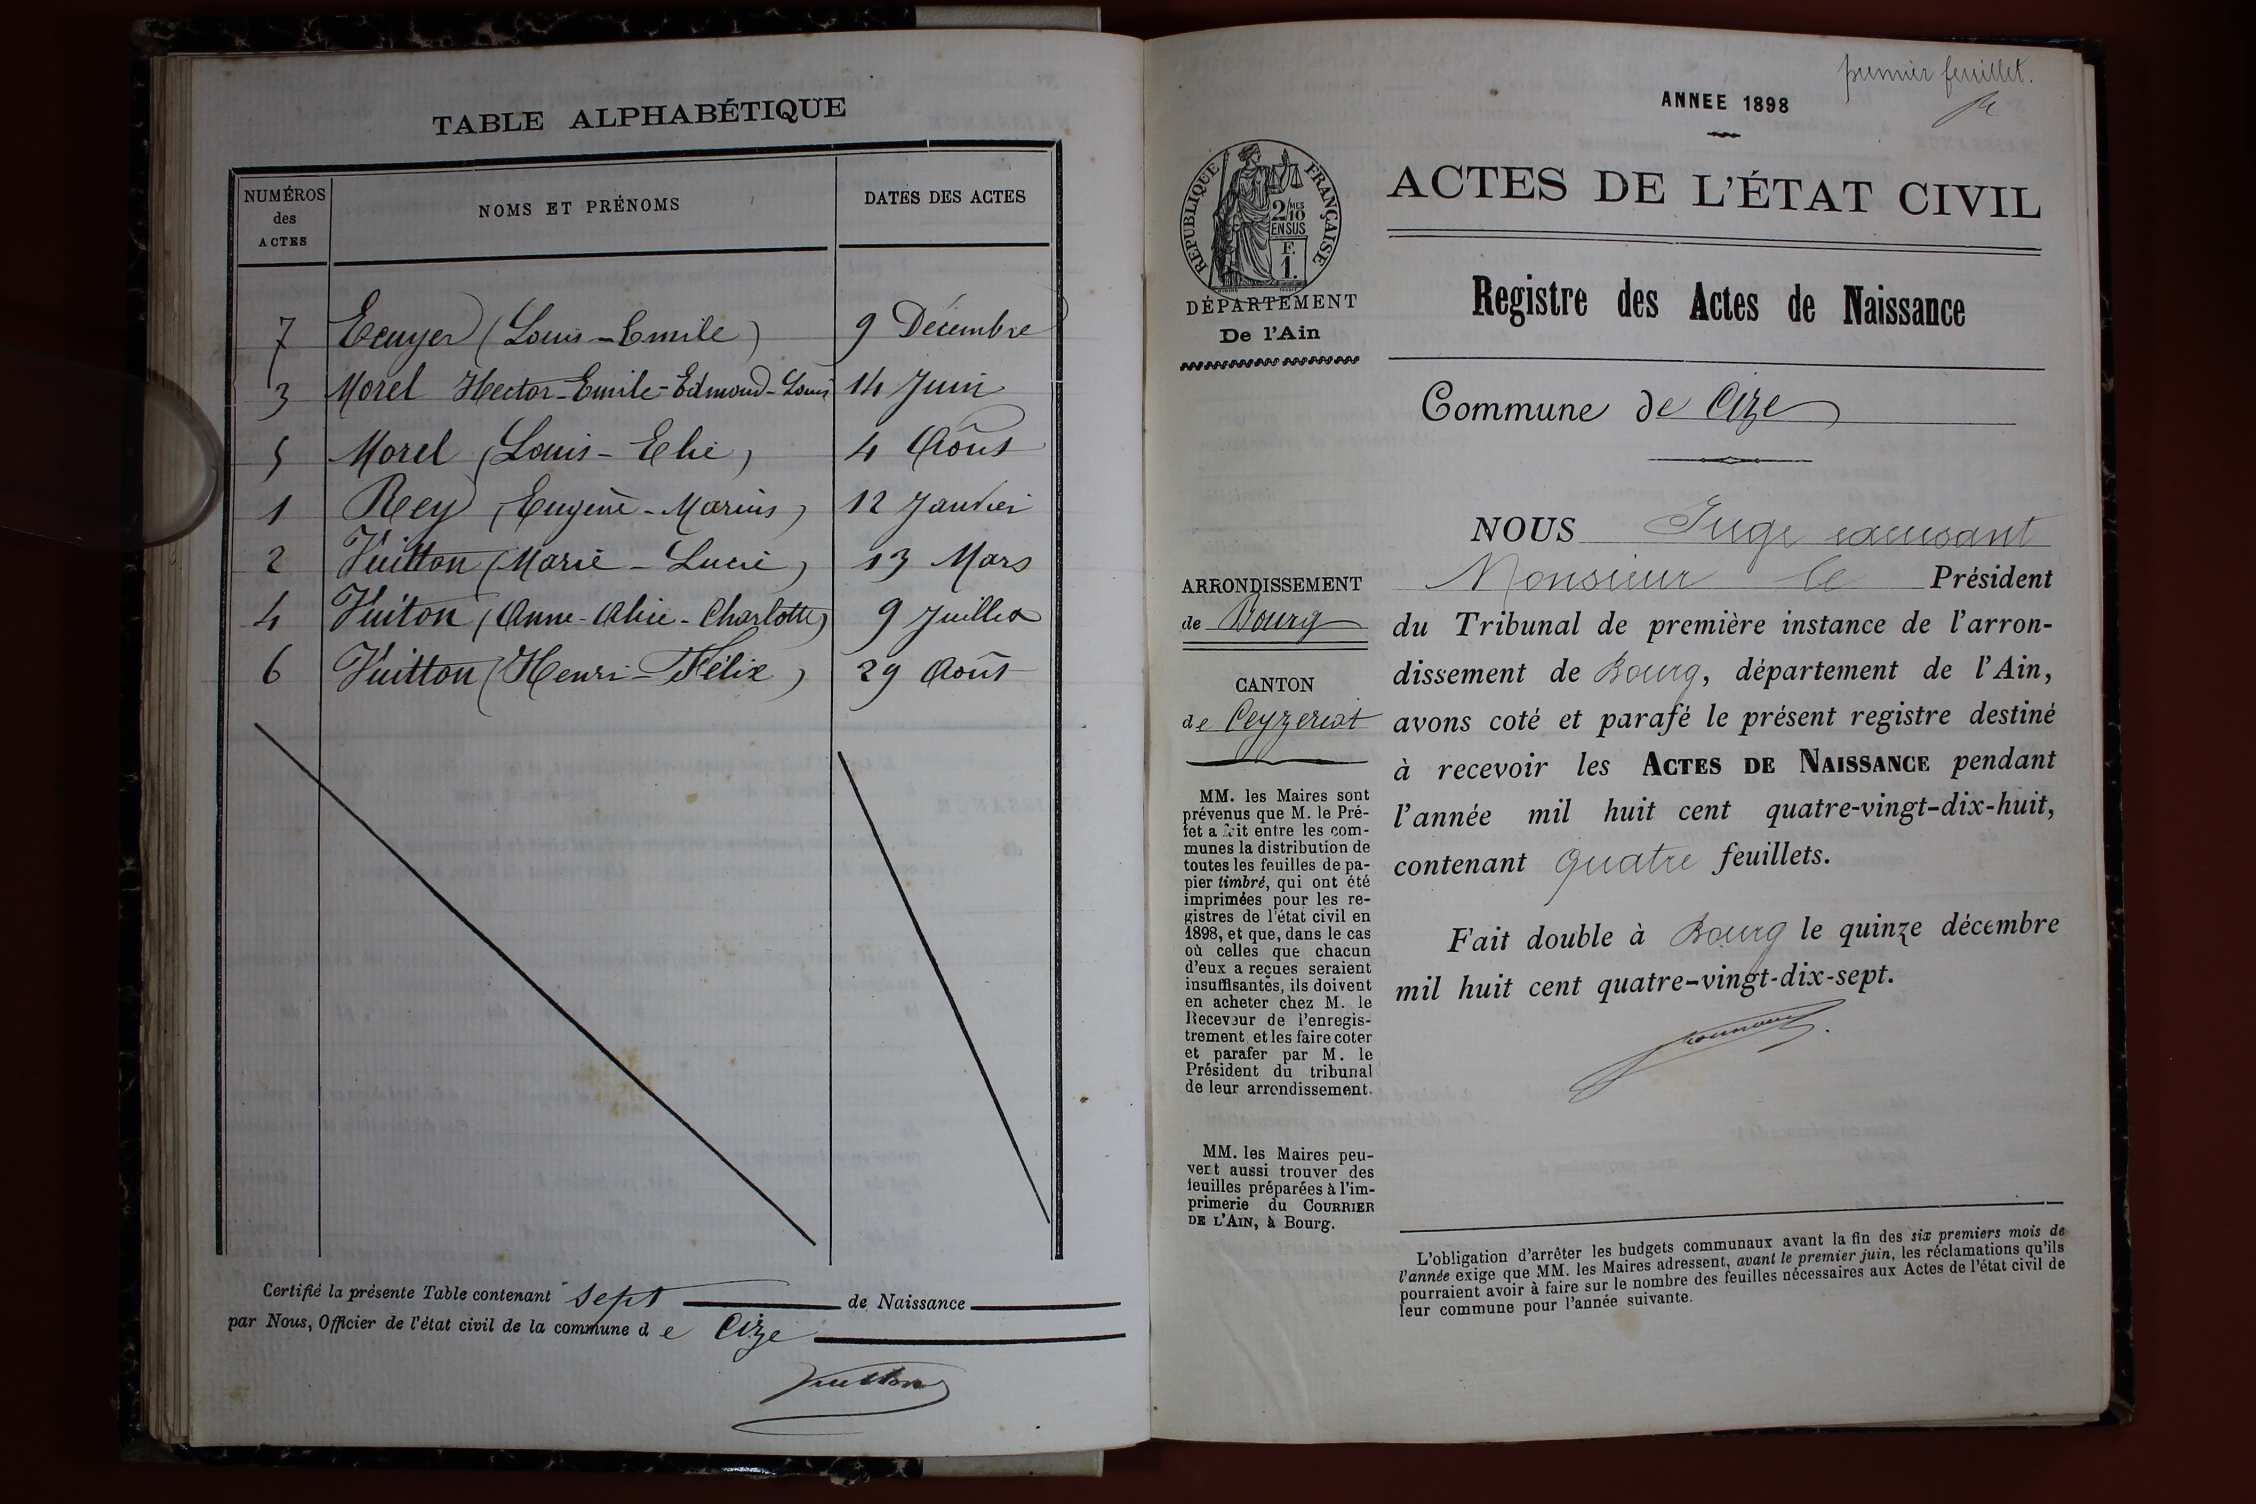 TABLE ALPHABÉTIQUE
NUMÉROS des ACTES
NOMS ET PRÉNOMS
DATES DES ACTES
7 Ecuyer (Louis-Emile) 9 Décembre
3 Morel Hector-Emile-Edmond-Louis 14 Juin
5 Morel (Louis-Elie) 4 Août
1 Rey (Eugène-Marius) 12 Janvier
2 Vuitton (Marie-Lucie) 13 Mars
4 Vuiton (Anne-Alice-Charlotte) 9 Juillet
6 Vuitton (Henri-Félix) 29 Août
Certifié la présente Table contenant sept de Naissance
par Nous, Officier de l'état civil de la commune d e Cize
Vuitton
premier feuillet.
ANNEE 1898
ACTES DE L'ÉTAT CIVIL
RÉPUBLIQUE FRANÇAISE
2/MES 10
EN SUS
F.
1.
DÉPARTEMENT
De l'Ain
Registre des Actes de Naissance
Commune de Cize
ARRONDISSEMENT
de Bourg
CANTON
de Ceyzeriat
MM. les Maires sont
prévenus que M. le Pré-
fet a fait entre les com-
munes la distribution de
toutes les feuilles de pa-
pier timbré, qui ont été
imprimées pour les re-
gistres de l'état civil en
1898, et que, dans le cas
où celles que chacun
d'eux a reçues seraient
insuffisantes, ils doivent
en acheter chez M. le
Receveur de l'enregis-
trement et les faire coter
et parafer par M. le
Président du tribunal
de leur arrondissement.
MM. les Maires peu-
vent aussi trouver des
feuilles préparées à l'im-
primerie du COURRIER
DE L'AIN, à Bourg.
NOUS Juge
Monsieur le Président
du Tribunal de première instance de l'arron-
dissement de Bourg, département de l'Ain,
avons coté et parafé le présent registre destiné
à recevoir les ACTES DE NAISSANCE pendant
l'année mil huit cent quatre-vingt-dix-huit,
contenant quatre feuillets.
Fait double à Bourg le quinze décembre
mil huit cent quatre-vingt-dix-sept.
L'obligation d'arrêter les budgets communaux avant la fin des six premiers mois de
l'année exige que MM. les Maires adressent, avant le premier juin, les réclamations qu'ils
pourraient avoir à faire sur le nombre des feuilles nécessaires aux Actes de l'état civil de
leur commune pour l'année suivante.